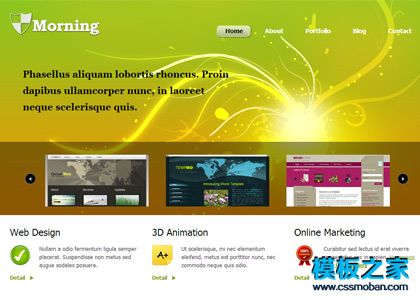 Morning
Home About Portfolio Blog Contact
Phasellus aliquam lobortis rhoncus. Proin
dapibus ullamcorper nunc, in laoreet
neque scelerisque quis.
Web Design
Nullam a odio fermentum ligula semper
placerat. Suspendisse non metus sed
augue sodales posuere.
Detail
3D Animation
A+
Ut scelerisque, mi nec elementum
eleifend, metus est porttitor nunc, nec
commodo neque quis odio.
Detail
Online Marketing
Curabitur sed lectus id erat viverra
Detail
模板之家
www.cssmoban.com